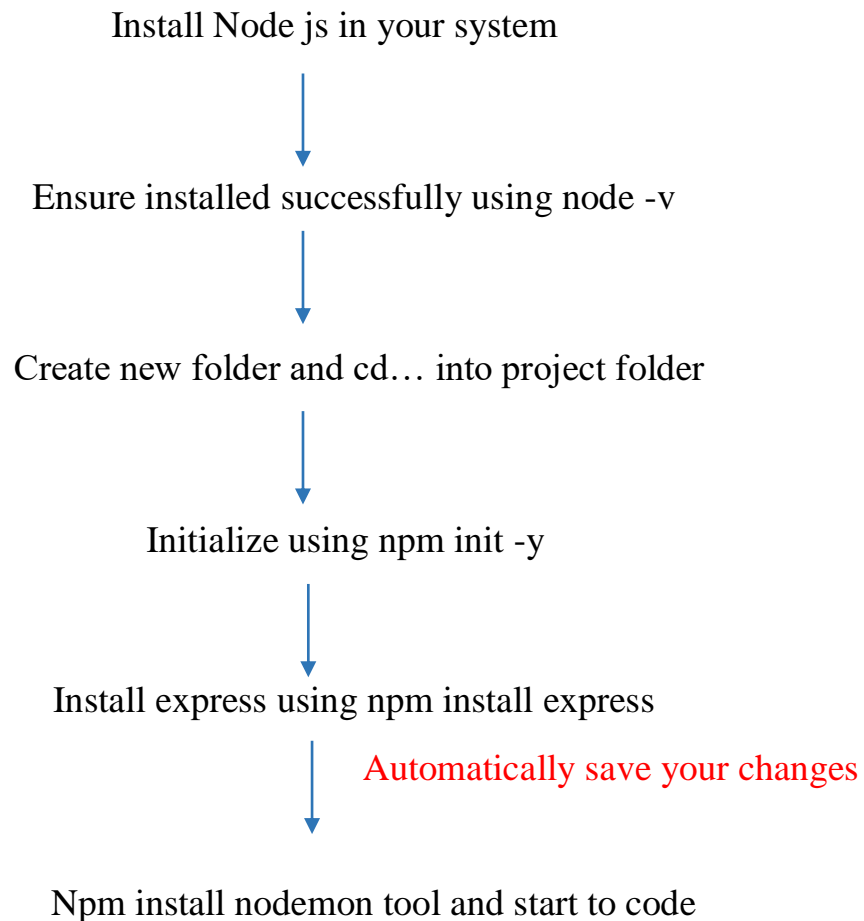 Install Node js in your system
Ensure installed successfully using node -v
Create new folder and cd… into project folder
Initialize using npm init -y
Install express using npm install express
Automatically save your changes
Npm install nodemon tool and start to code